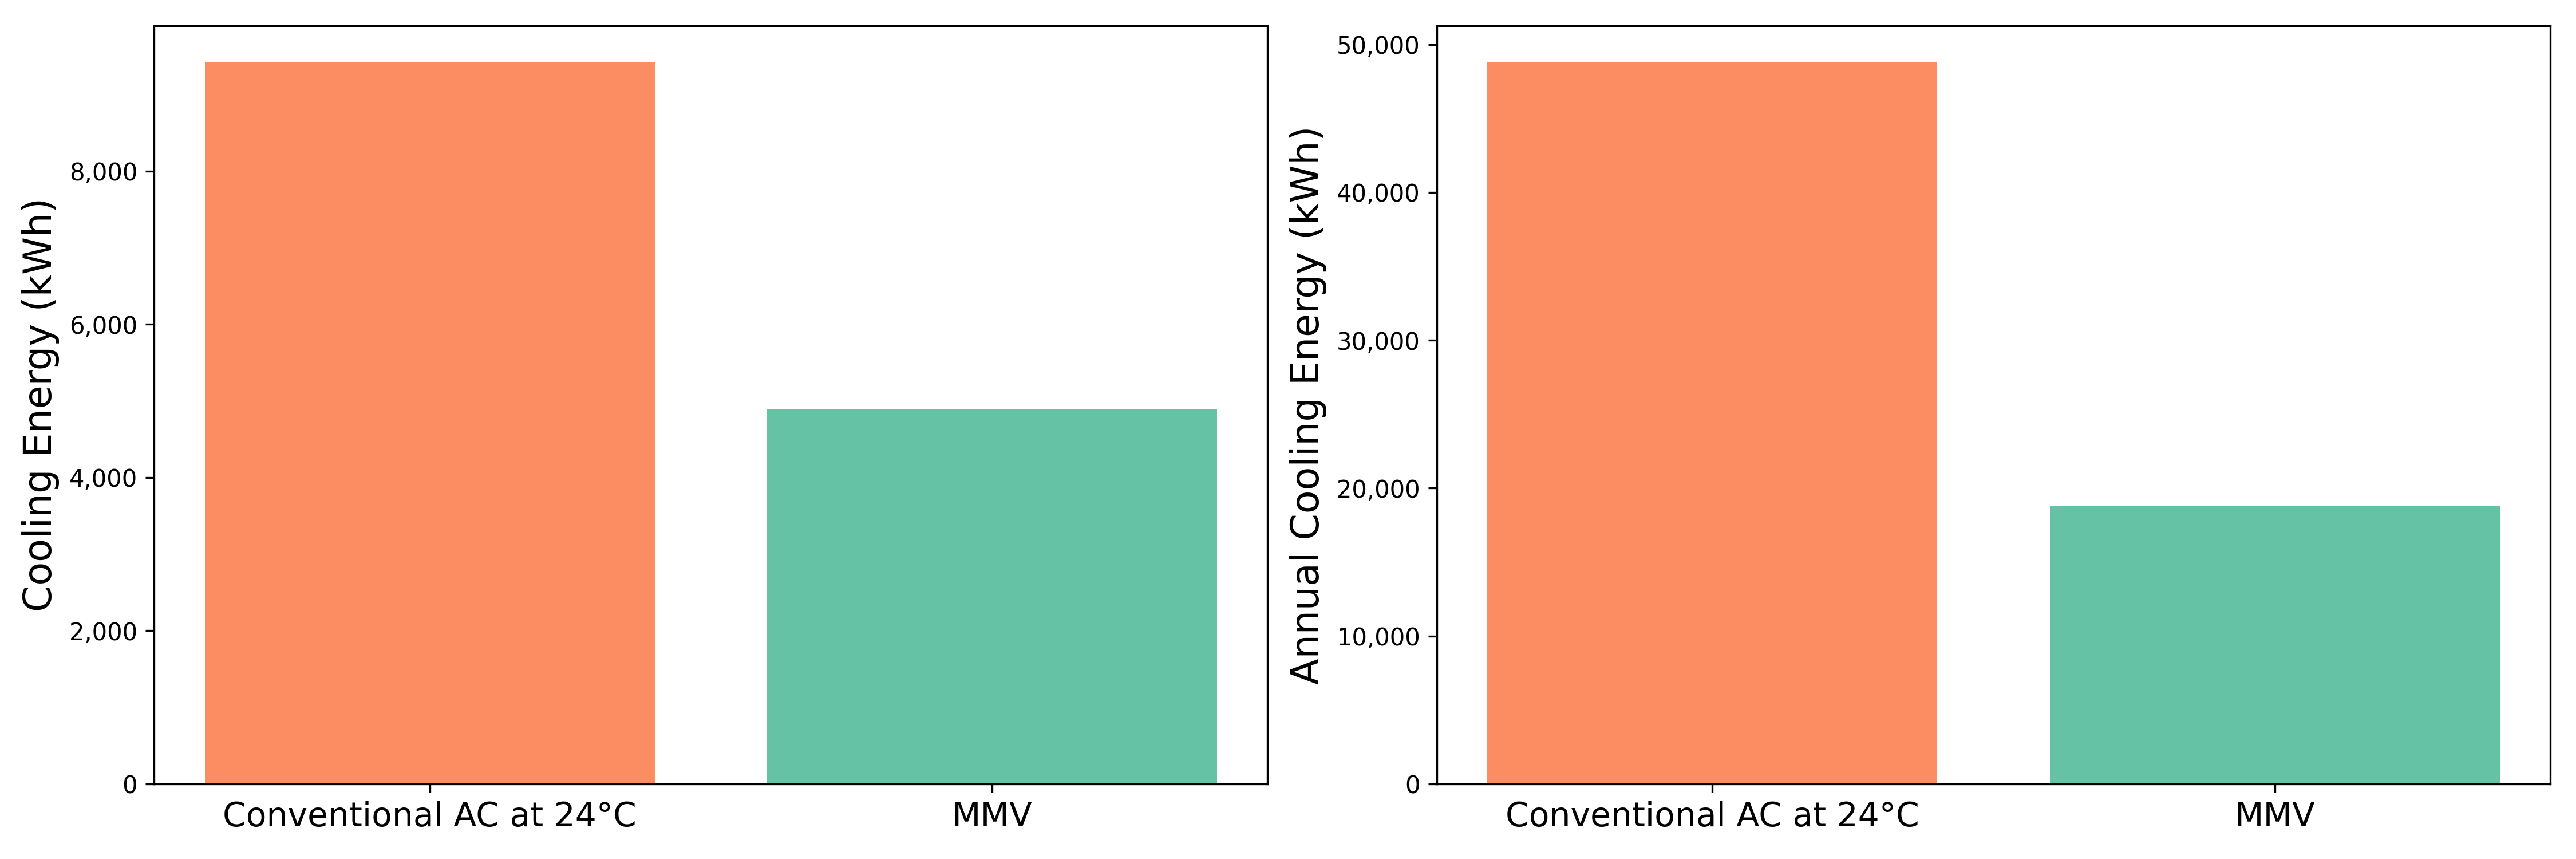 Cooling Energy (kWh)
8,000
6,000
4,000
2,000
0
Conventional AC at 24°C
MMV
Annual Cooling Energy (kWh)
50,000
40,000
30,000
20,000
10,000
0
Conventional AC at 24°C
MMV